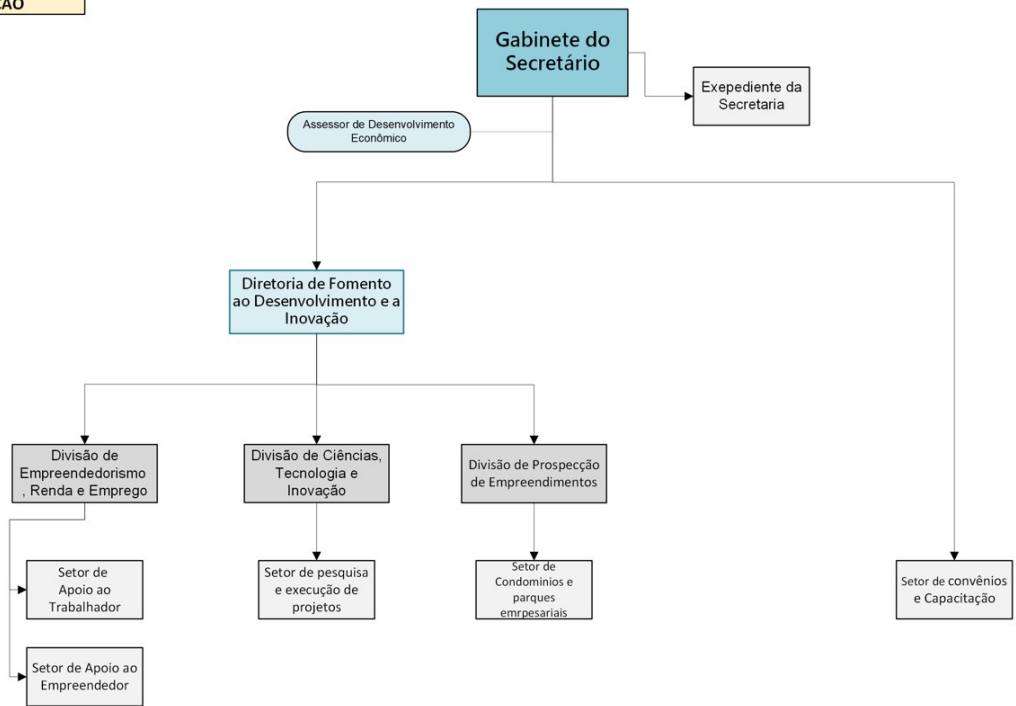 Gabinete do
Secretário
Exepediente da
Secretaria
Assessor de Desenvolvimento
Econômico
Diretoria de Fomento
ao Desenvolvimento e a
Inovação
Divisão de
Empreendedorismo
, Renda e Emprego
Divisão de Ciências,
Tecnologia e
Inovação
Divisão de Prospecção
de Empreendimentos
Setor de
Apoio ao
Trabalhador
Setor de pesquisa
e execução de
projetos
Setor de
Condominios e
parques
emrpesariais
Setor de convênios
e Capacitação
Setor de Apoio ao
Empreendedor